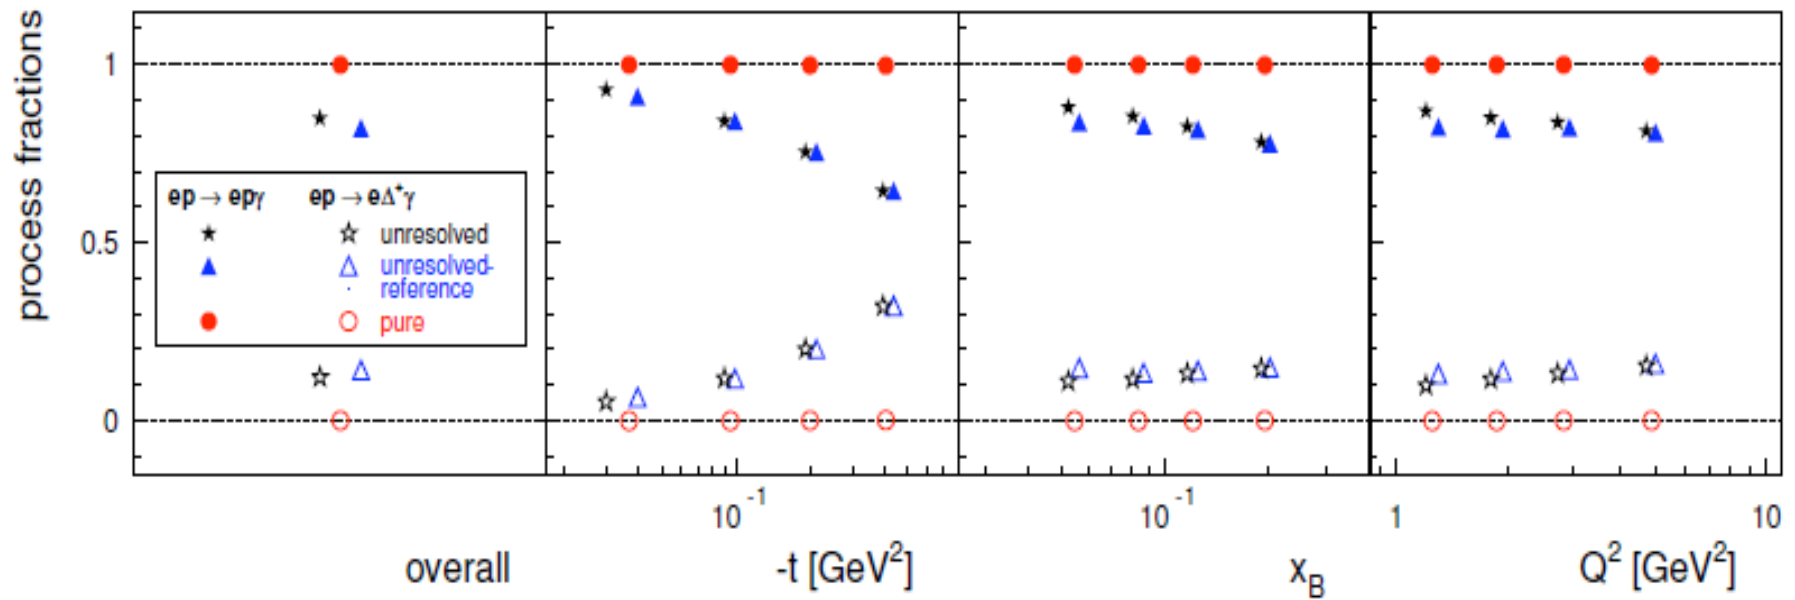 process fractions
1
0.5
0
ep → epγ ep → eΔ⁺γ
unresolved
unresolved-
reference
pure
10⁻¹ 10⁻¹ 1 10
overall -t [GeV²] x_B Q² [GeV²]